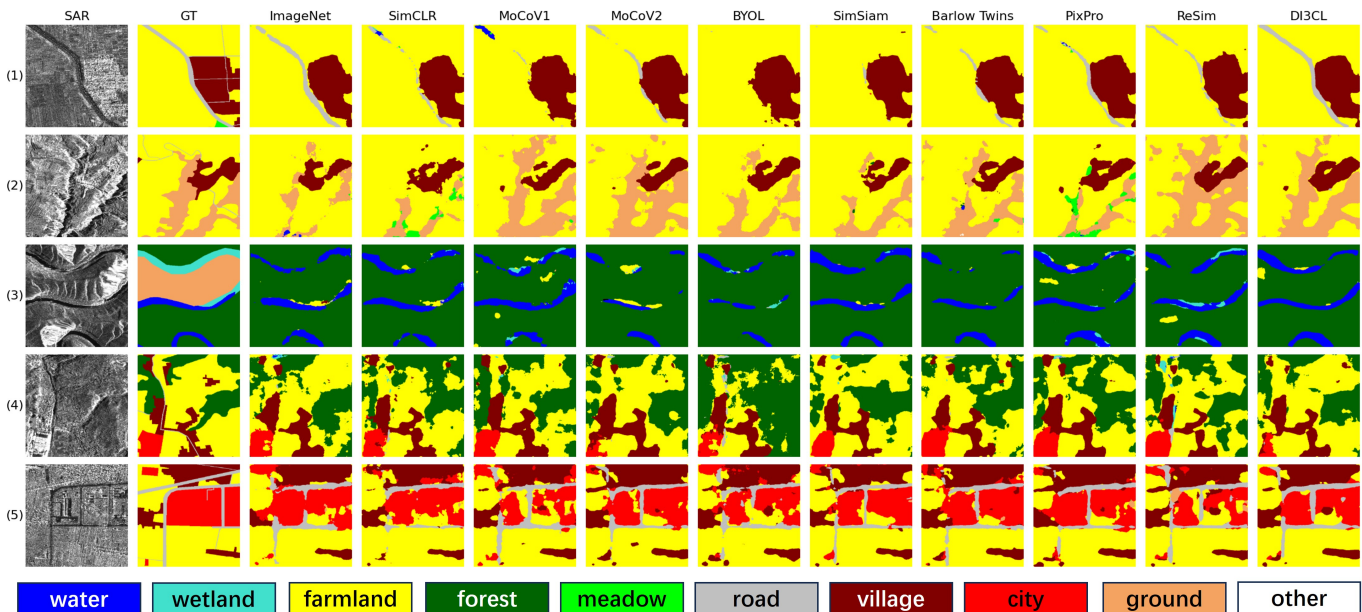 SAR GT ImageNet SimCLR MoCoV1 MoCoV2 BYOL SimSiam Barlow Twins PixPro ReSim DI3CL
(1)
(2)
(3)
(4)
(5)
water wetland farmland forest meadow road village city ground other